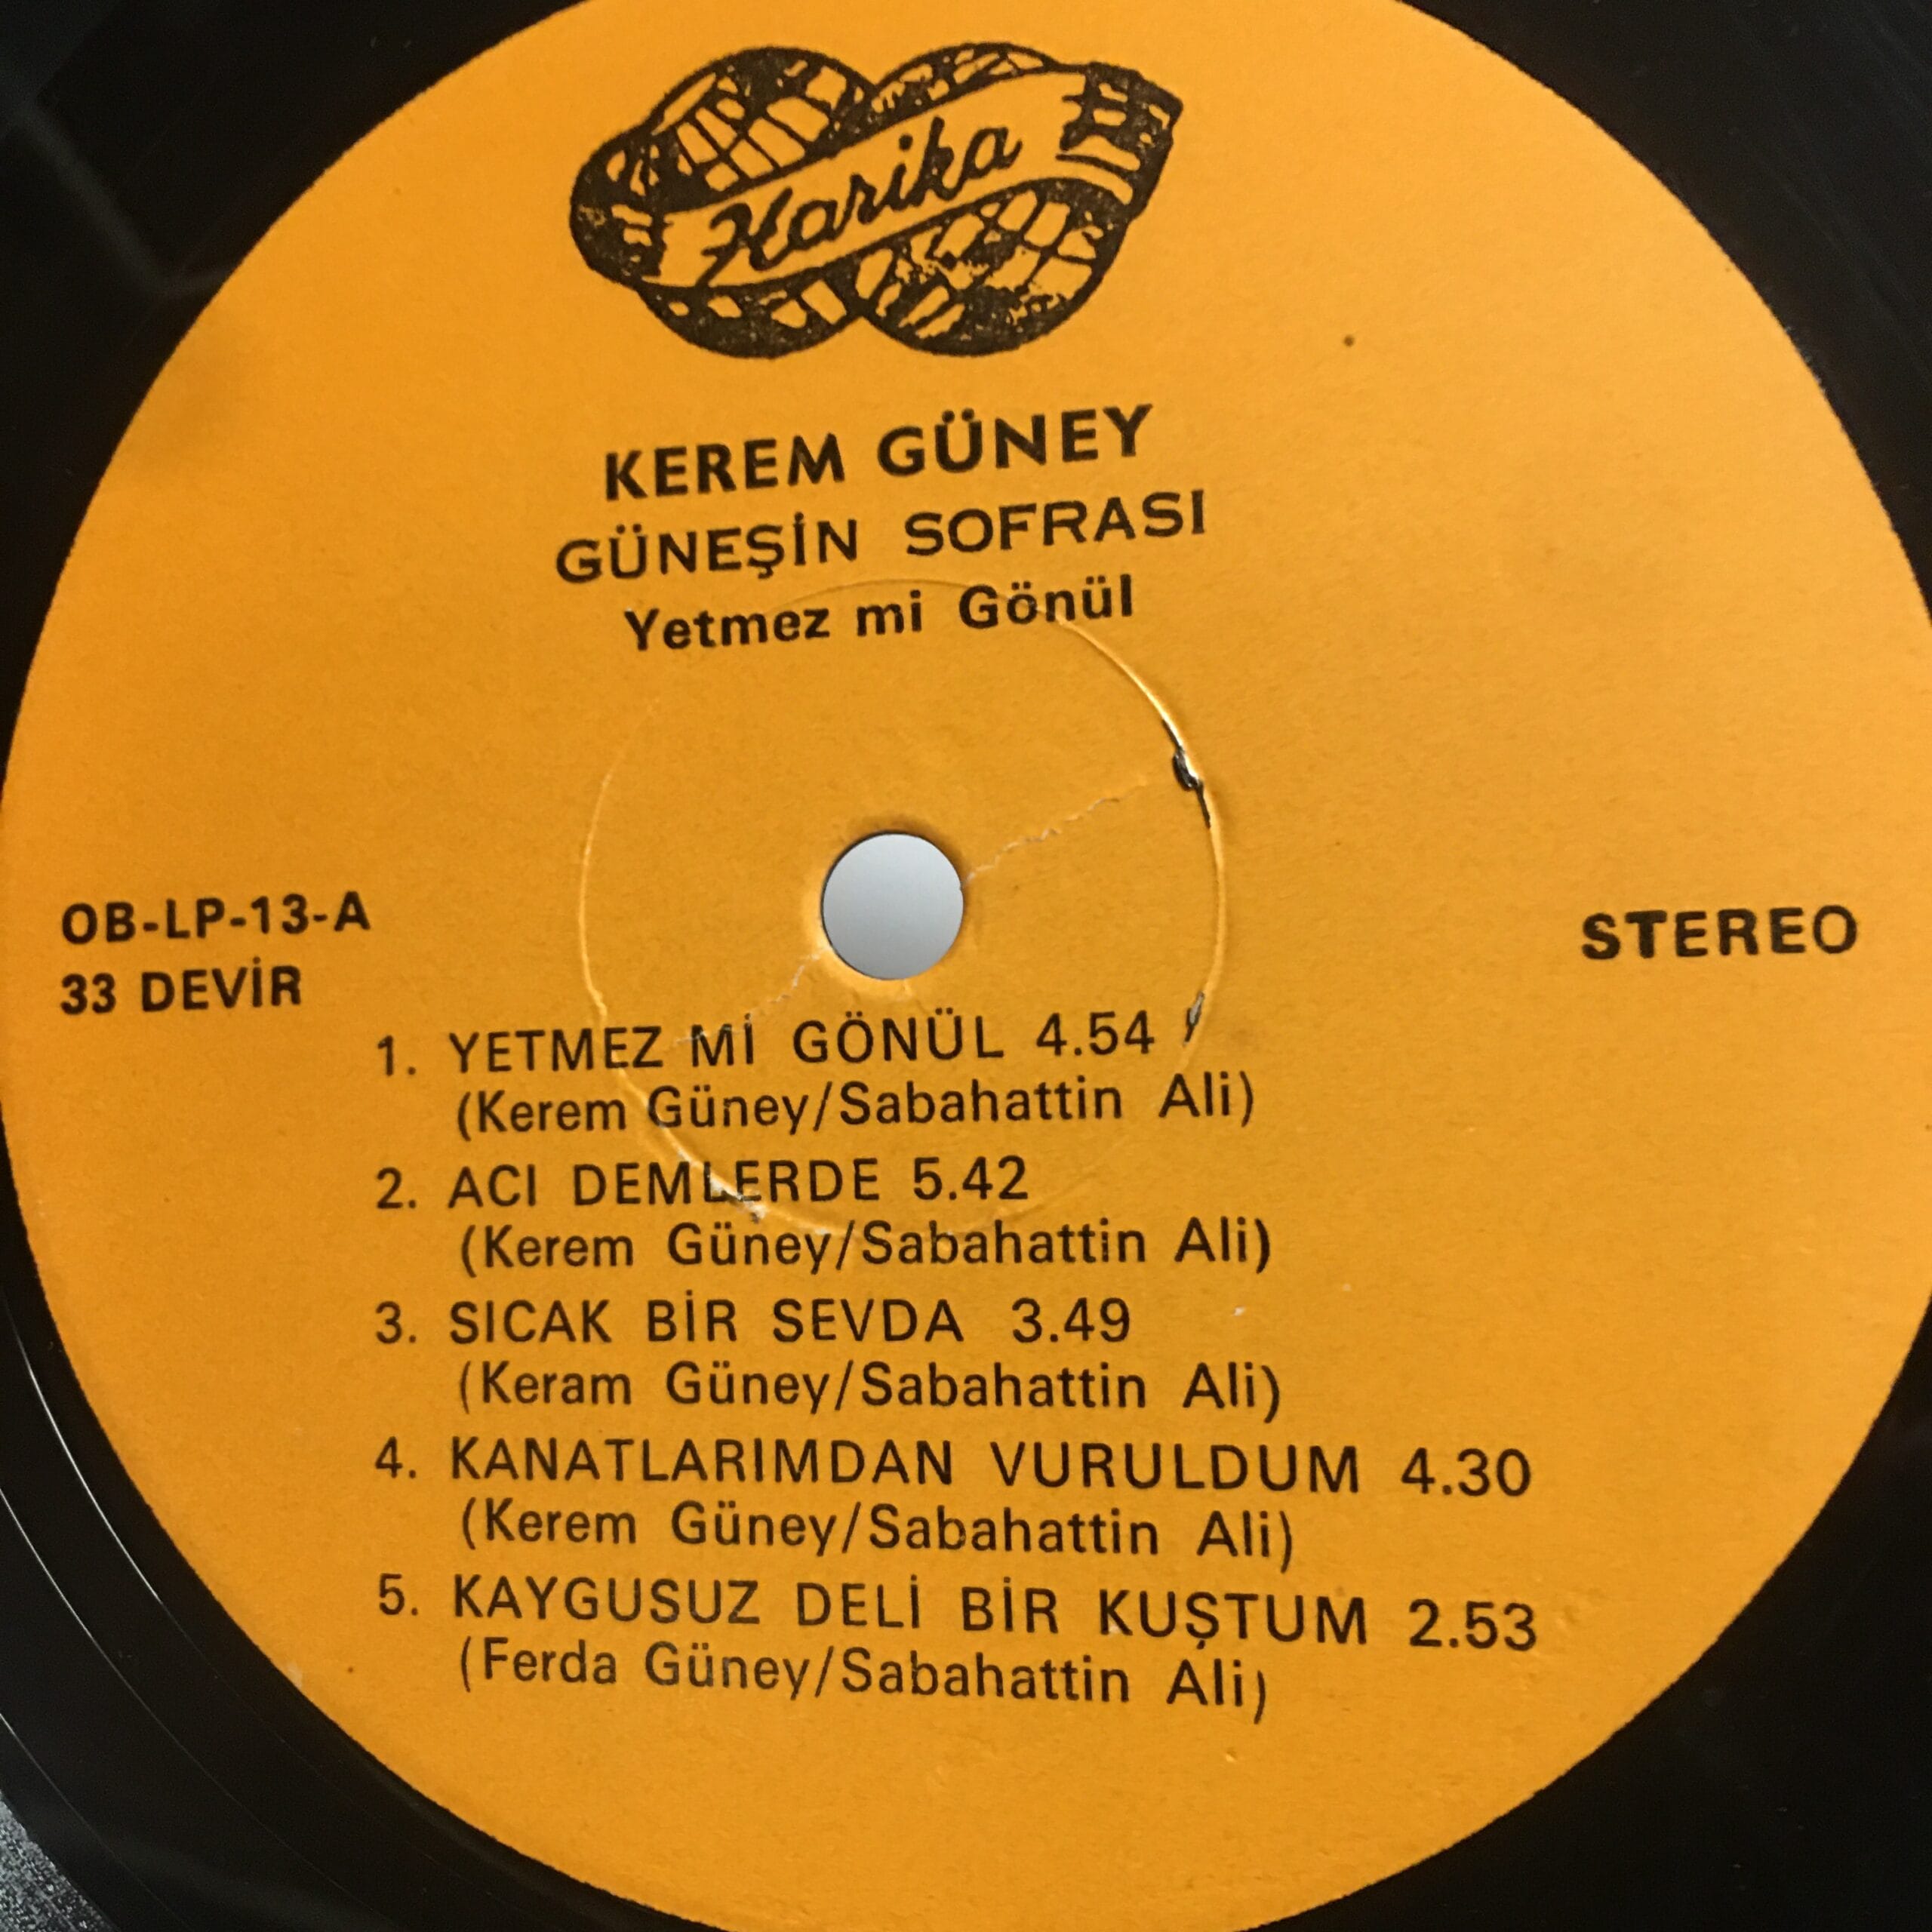 Harika
KEREM GÜNEY
GÜNEŞİN SOFRASI
Yetmez mi Gönül
OB-LP-13-A
33 DEVİR
STEREO
1. YETMEZ Mİ GÖNÜL 4.54
(Kerem Güney/Sabahattin Ali)
2. ACI DEMLERDE 5.42
(Kerem Güney/Sabahattin Ali)
3. SICAK BİR SEVDA 3.49
(Keram Güney/Sabahattin Ali)
4. KANATLARIMDAN VURULDUM 4.30
(Kerem Güney/Sabahattin Ali)
5. KAYGUSUZ DELİ BİR KUŞTUM 2.53
(Ferda Güney/Sabahattin Ali)